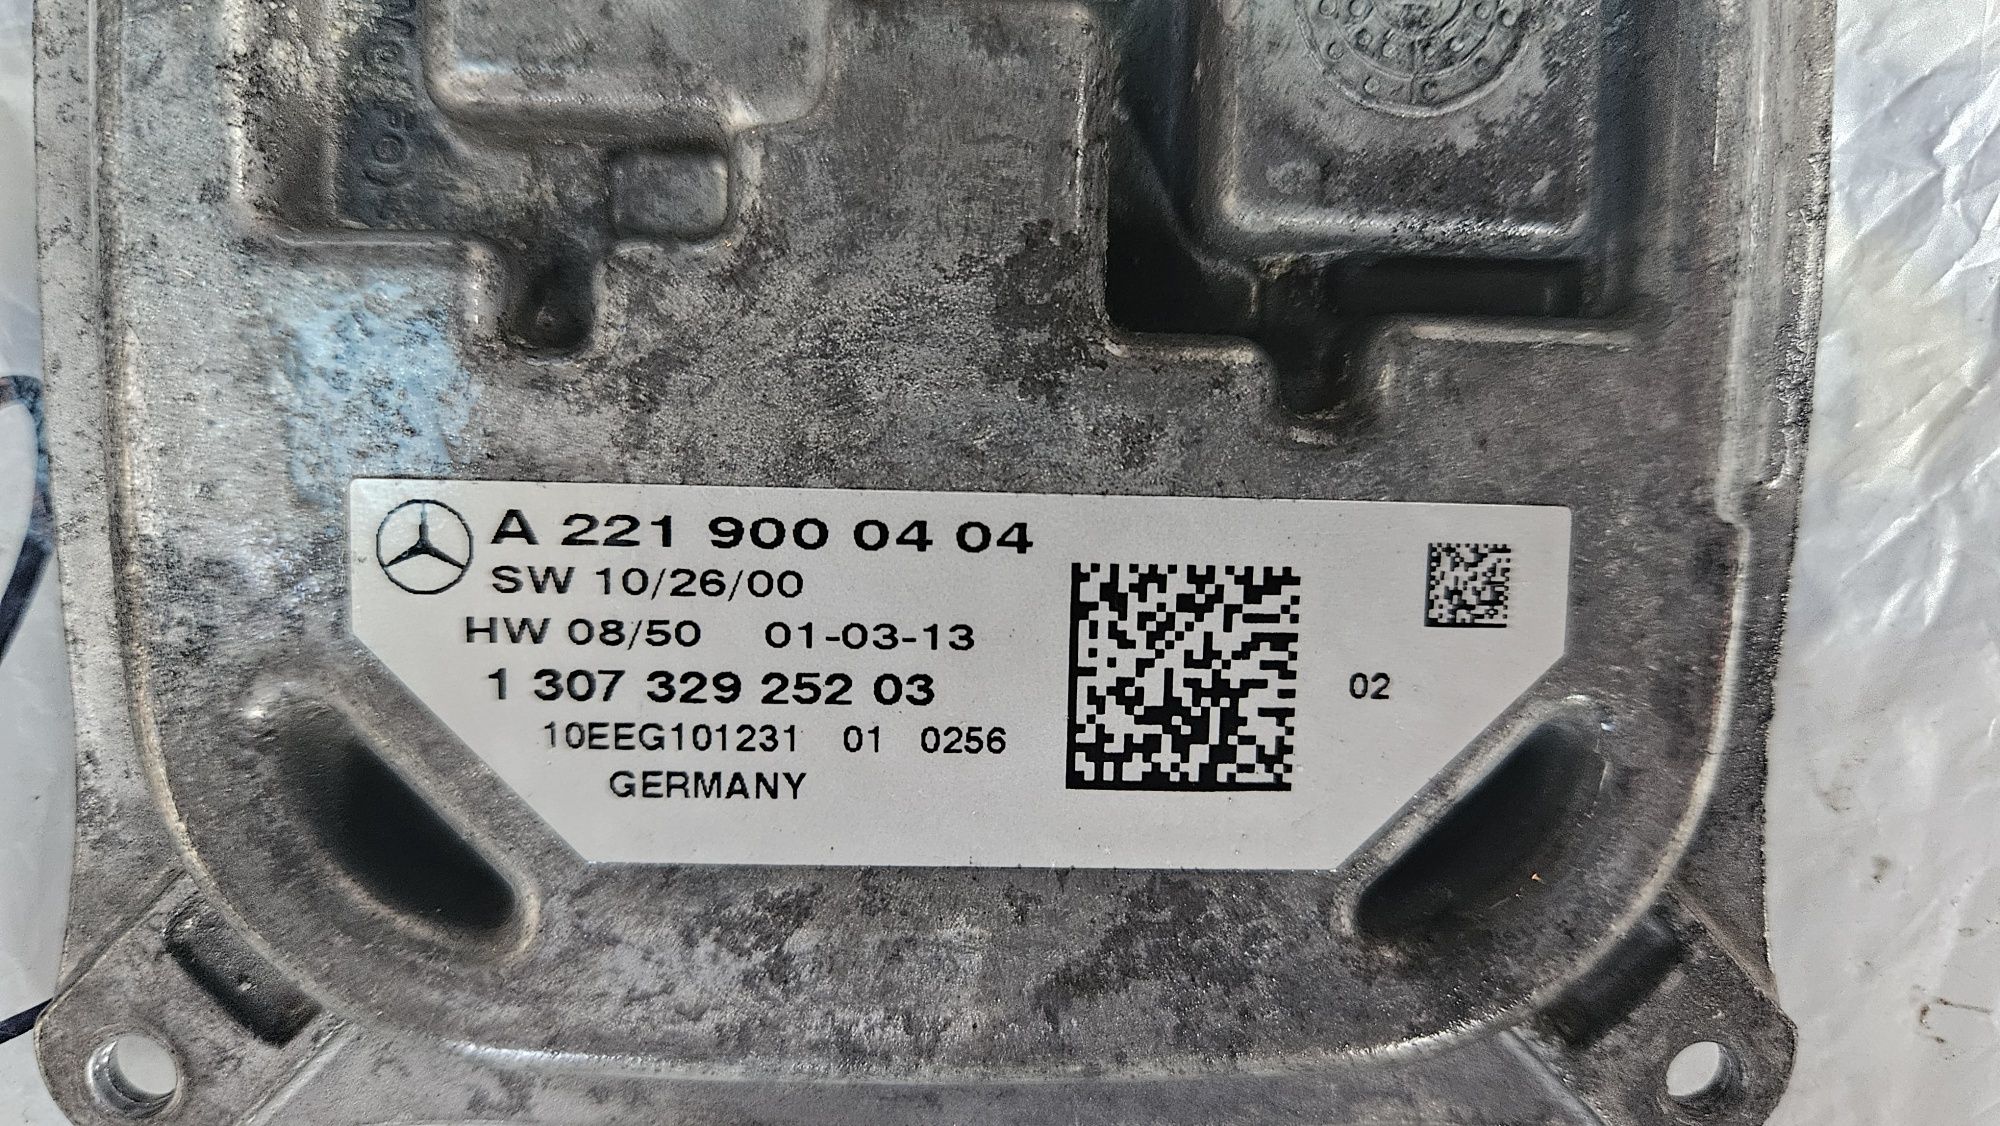 A 221 900 04 04
SW 10/26/00
HW 08/50 01-03-13
1 307 329 252 03
10EEG101231 01 0256
GERMANY
02